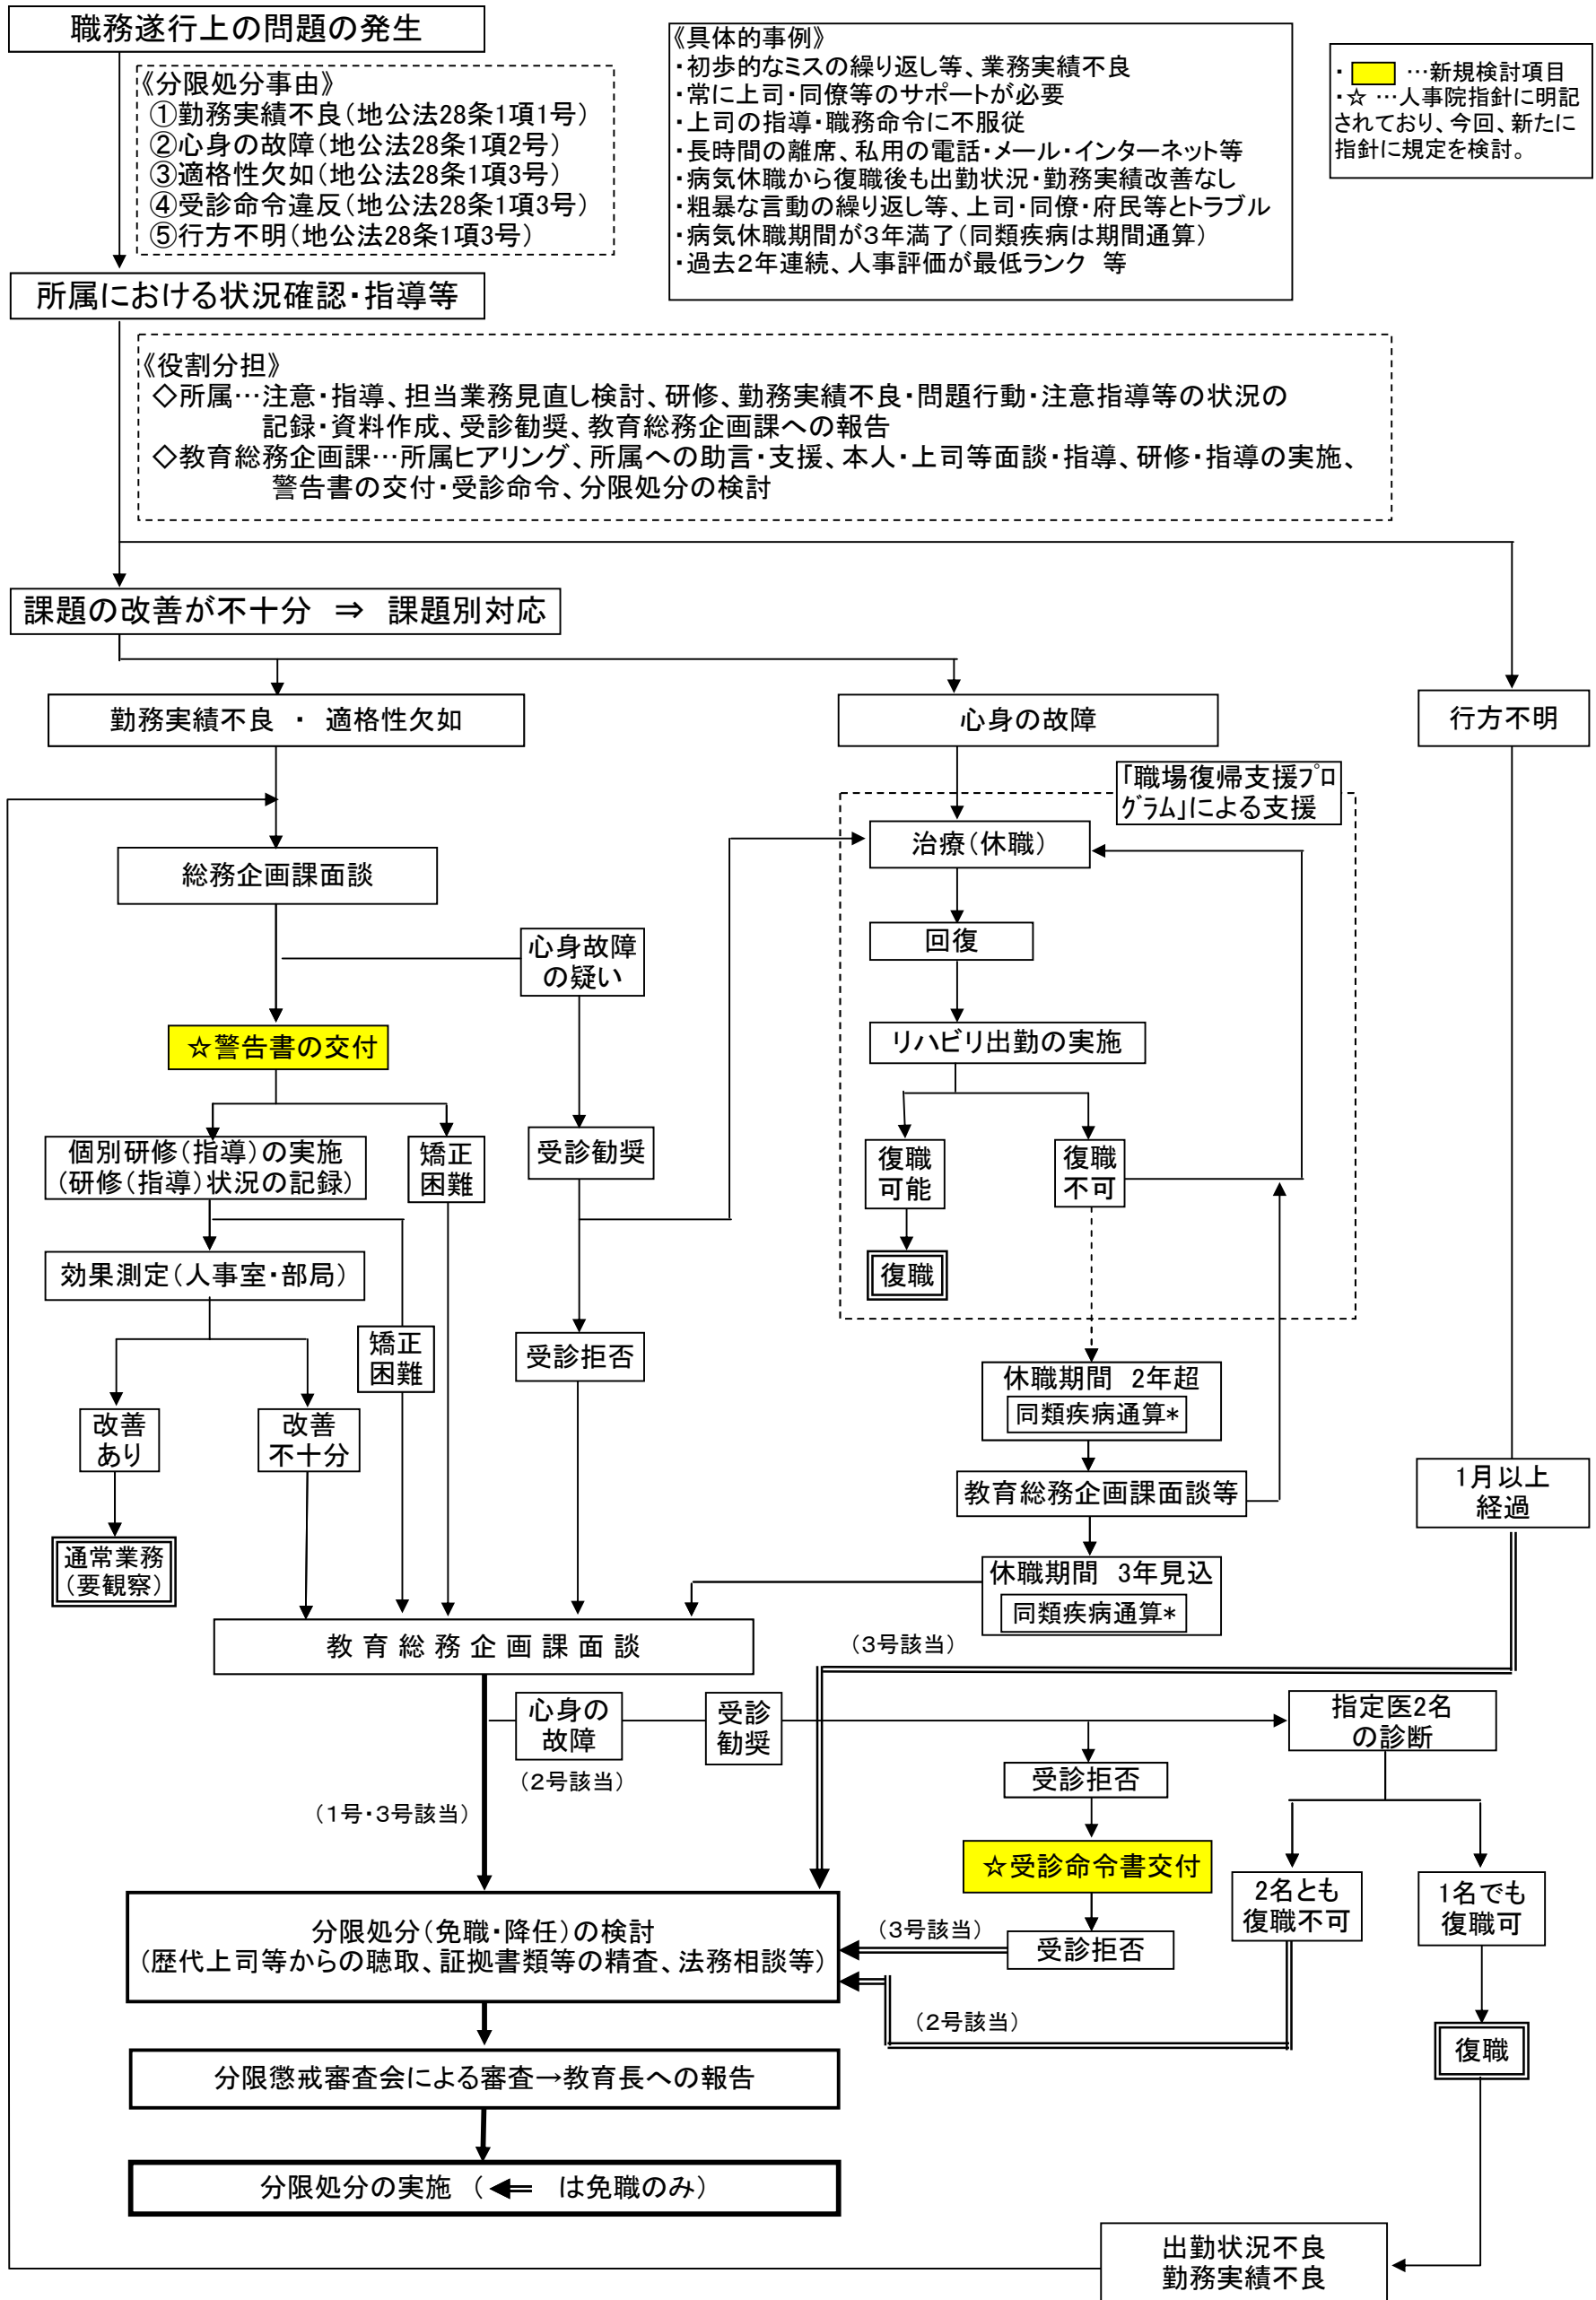 職務遂行上の問題の発生
《分限処分事由》
①勤務実績不良(地公法28条1項1号)
②心身の故障(地公法28条1項2号)
③適格性欠如(地公法28条1項3号)
④受診命令違反(地公法28条1項3号)
⑤行方不明(地公法28条1項3号)
《具体的事例》
・初歩的なミスの繰り返し等、業務実績不良
・常に上司・同僚等のサポートが必要
・上司の指導・職務命令に不服従
・長時間の離席、私用の電話・メール・インターネット等
・病気休職から復職後も出勤状況・勤務実績改善なし
・粗暴な言動の繰り返し等、上司・同僚・府民等とトラブル
・病気休職期間が3年満了(同類疾病は期間通算)
・過去2年連続、人事評価が最低ランク 等
・ …新規検討項目
・☆ …人事院指針に明記
されており、今回、新たに
指針に規定を検討。
所属における状況確認・指導等
《役割分担》
◇所属…注意・指導、担当業務見直し検討、研修、勤務実績不良・問題行動・注意指導等の状況の
記録・資料作成、受診勧奨、教育総務企画課への報告
◇教育総務企画課…所属ヒアリング、所属への助言・支援、本人・上司等面談・指導、研修・指導の実施、
警告書の交付・受診命令、分限処分の検討
課題の改善が不十分 ⇒ 課題別対応
勤務実績不良 ・ 適格性欠如
心身の故障
行方不明
「職場復帰支援プロ
グラム」による支援
総務企画課面談
治療(休職)
心身故障
の疑い
回復
☆警告書の交付
リハビリ出勤の実施
個別研修(指導)の実施
(研修(指導)状況の記録)
矯正
困難
受診勧奨
復職
可能
復職
不可
効果測定(人事室・部局)
復職
矯正
困難
受診拒否
休職期間 2年超
同類疾病通算*
改善
あり
改善
不十分
教育総務企画課面談等
1月以上
経過
通常業務
(要観察)
休職期間 3年見込
同類疾病通算*
教育総務企画課面談
(3号該当)
心身の
故障
(2号該当)
受診
勧奨
指定医2名
の診断
受診拒否
(1号・3号該当)
☆受診命令書交付
2名とも
復職不可
1名でも
復職可
分限処分(免職・降任)の検討
(歴代上司等からの聴取、証拠書類等の精査、法務相談等)
(3号該当)
受診拒否
(2号該当)
復職
分限懲戒審査会による審査→教育長への報告
分限処分の実施 ( は免職のみ)
出勤状況不良
勤務実績不良